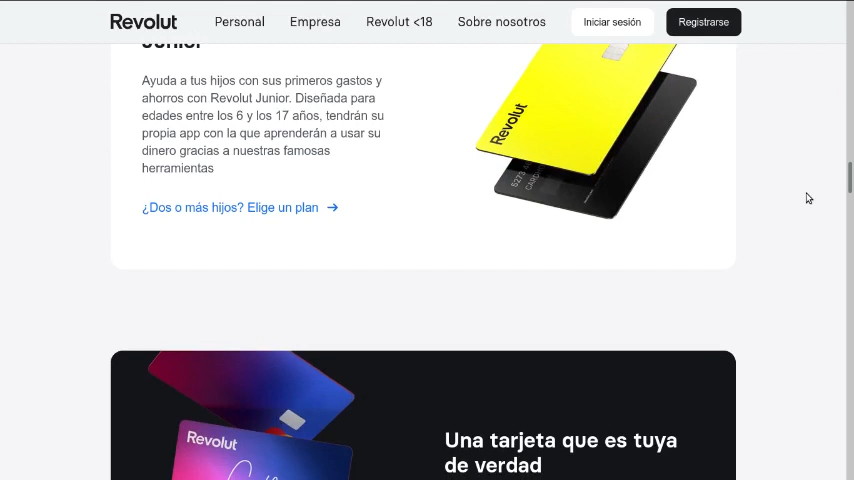 Revolut Personal Empresa Revolut <18 Sobre nosotros Iniciar sesión Registrarse
Junior
Ayuda a tus hijos con sus primeros gastos y
ahorros con Revolut Junior. Diseñada para
edades entre los 6 y los 17 años, tendrán su
propia app con la que aprenderán a usar su
dinero gracias a nuestras famosas
herramientas
¿Dos o más hijos? Elige un plan →
Revolut
5273
Revolut
Una tarjeta que es tuya
de verdad